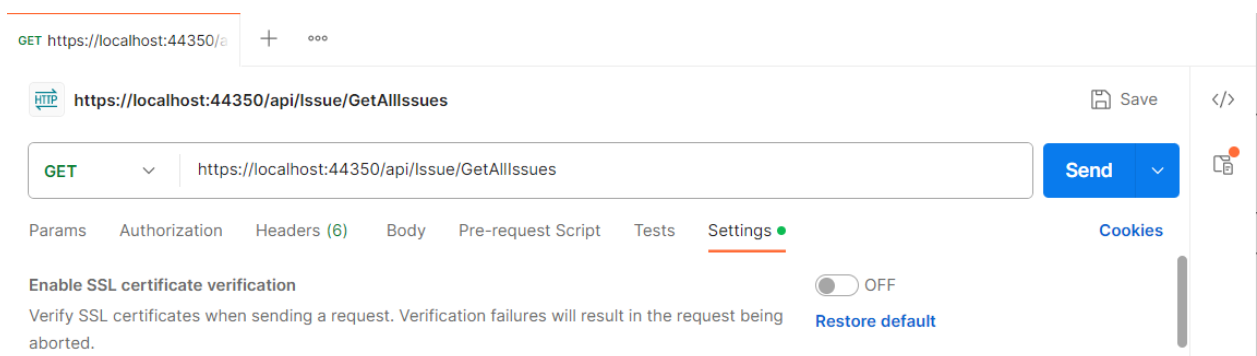 GET https://localhost:44350/a
HTTP https://localhost:44350/api/Issue/GetAllIssues
Save
</>
GET
https://localhost:44350/api/Issue/GetAllIssues
Send
Params Authorization Headers (6) Body Pre-request Script Tests Settings Cookies
Enable SSL certificate verification
OFF
Verify SSL certificates when sending a request. Verification failures will result in the request being
Restore default
aborted.